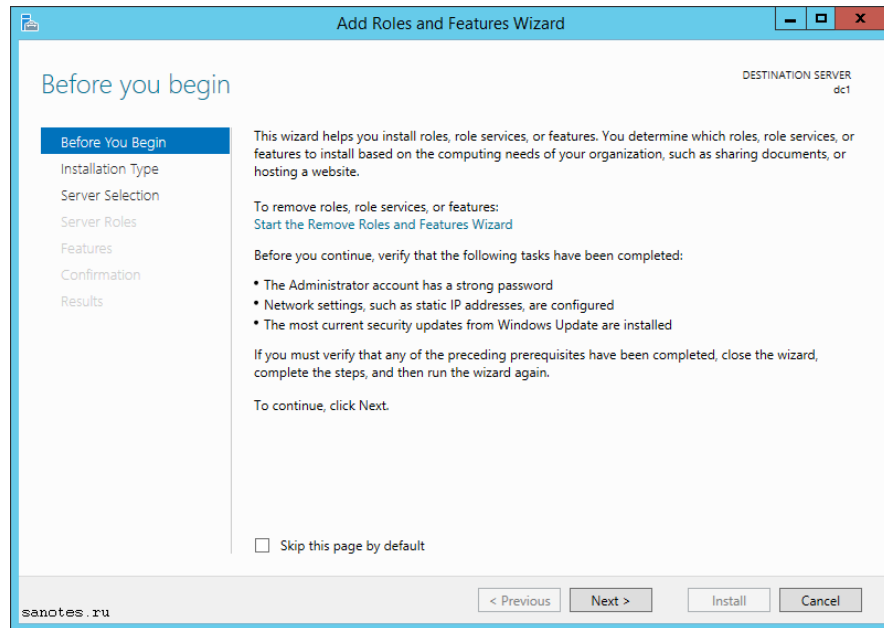 Add Roles and Features Wizard
Before you begin
DESTINATION SERVER
dc1
Before You Begin
Installation Type
Server Selection
Server Roles
Features
Confirmation
Results
This wizard helps you install roles, role services, or features. You determine which roles, role services, or
features to install based on the computing needs of your organization, such as sharing documents, or
hosting a website.
To remove roles, role services, or features:
Start the Remove Roles and Features Wizard
Before you continue, verify that the following tasks have been completed:
• The Administrator account has a strong password
• Network settings, such as static IP addresses, are configured
• The most current security updates from Windows Update are installed
If you must verify that any of the preceding prerequisites have been completed, close the wizard,
complete the steps, and then run the wizard again.
To continue, click Next.
Skip this page by default
< Previous
Next >
Install
Cancel
sanotes.ru